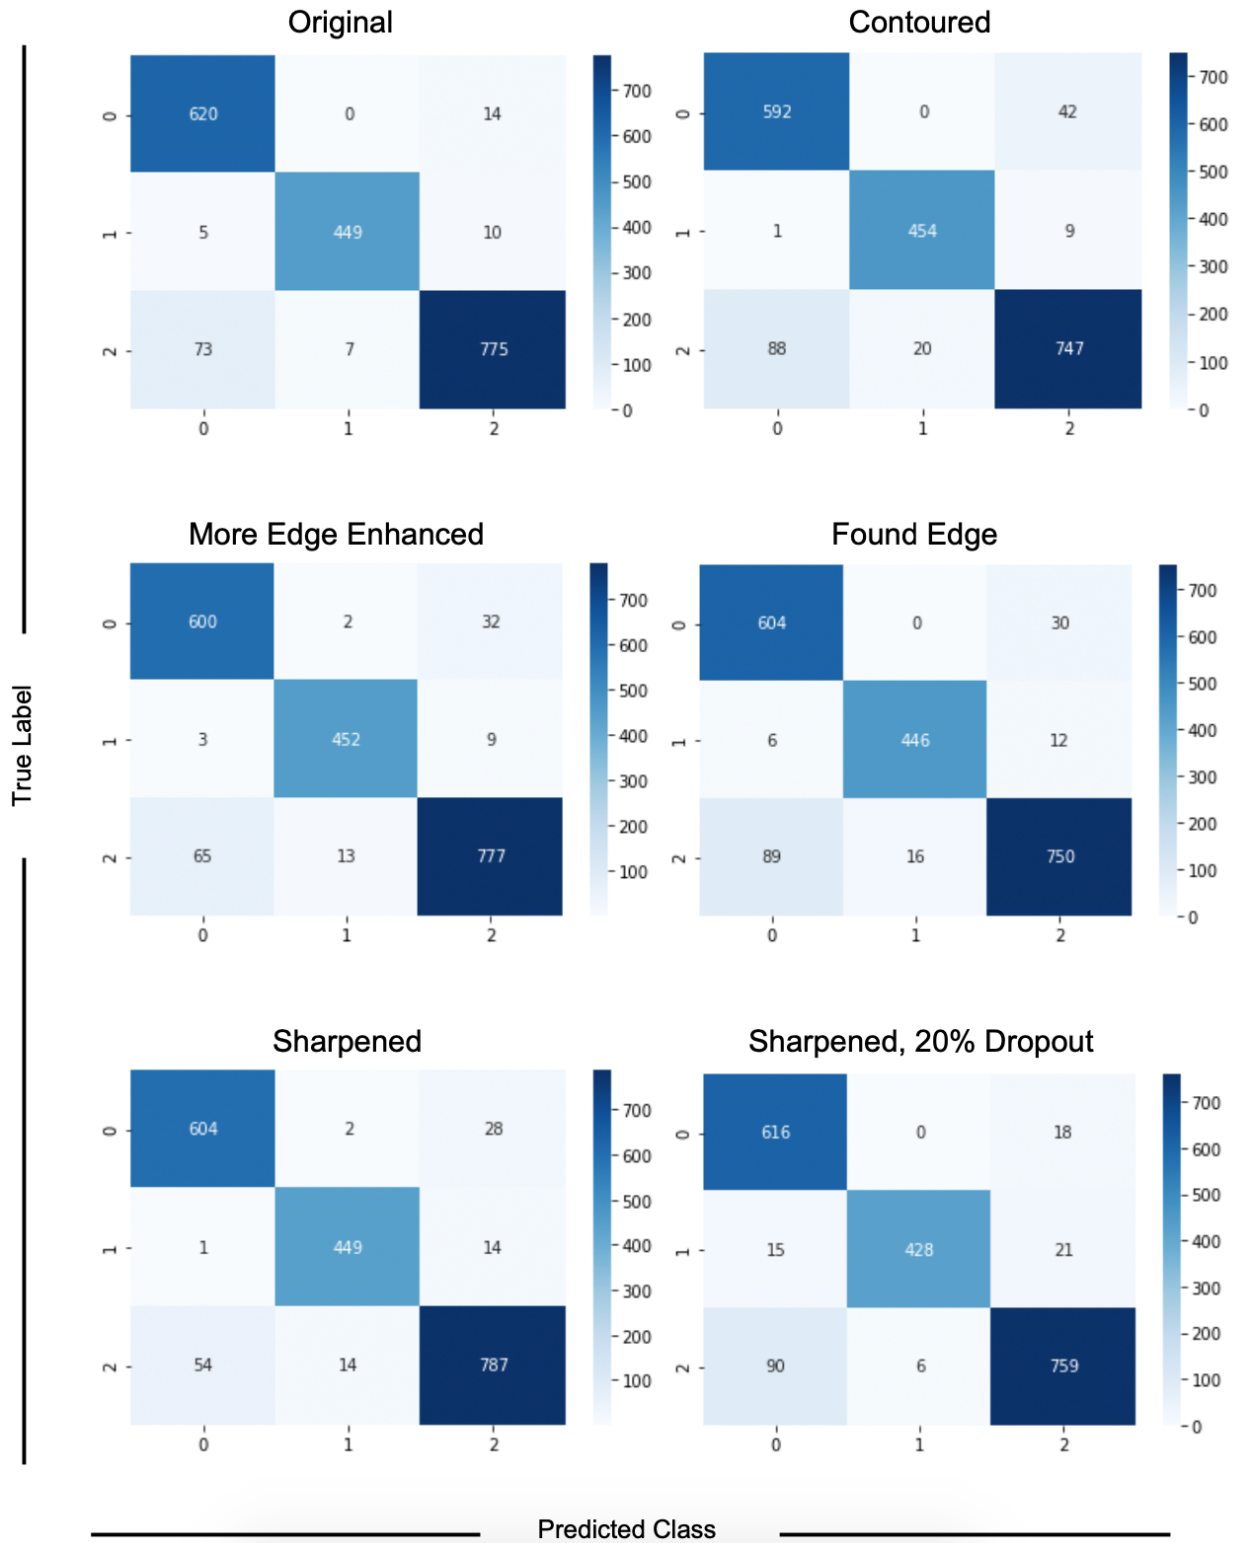 Original
Contoured
620 0 14
5 449 10
73 7 775
0
1
2
0 1 2
700
600
500
400
300
200
100
0
592 0 42
1 454 9
88 20 747
0
1
2
0 1 2
700
600
500
400
300
200
100
0
More Edge Enhanced
Found Edge
600 2 32
3 452 9
65 13 777
0
1
2
0 1 2
700
600
500
400
300
200
100
604 0 30
6 446 12
89 16 750
0
1
2
0 1 2
700
600
500
400
300
200
100
0
True Label
Sharpened
Sharpened, 20% Dropout
604 2 28
1 449 14
54 14 787
0
1
2
0 1 2
700
600
500
400
300
200
100
616 0 18
15 428 21
90 6 759
0
1
2
0 1 2
700
600
500
400
300
200
100
0
Predicted Class